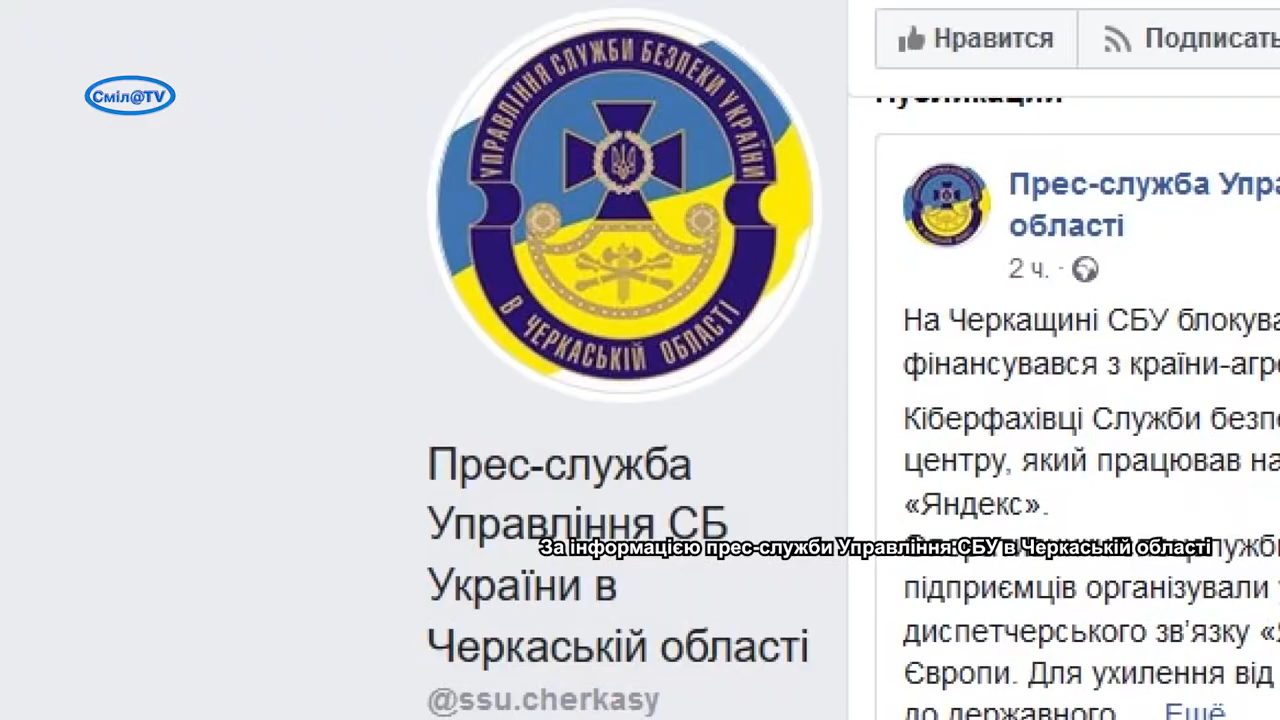 Сміл@TV
УПРАВЛІННЯ СЛУЖБИ БЕЗПЕКИ УКРАЇНИ
В ЧЕРКАСЬКІЙ ОБЛАСТІ
Прес-служба
Управління СБ
України в
Черкаській області
@ssu.cherkasy
Нравится
Подписать
Публикации
Прес-служба Упра
області
2 ч. ·
На Черкащині СБУ блокува
фінансувався з країни-агре
Кіберфахівці Служби безпе
центру, який працював на
«Яндекс».
За інформацією прес-служби Управління СБУ в Черкаській області
підприємців організували
диспетчерського зв'язку «Я
Європи. Для ухилення від
до державного Ещё